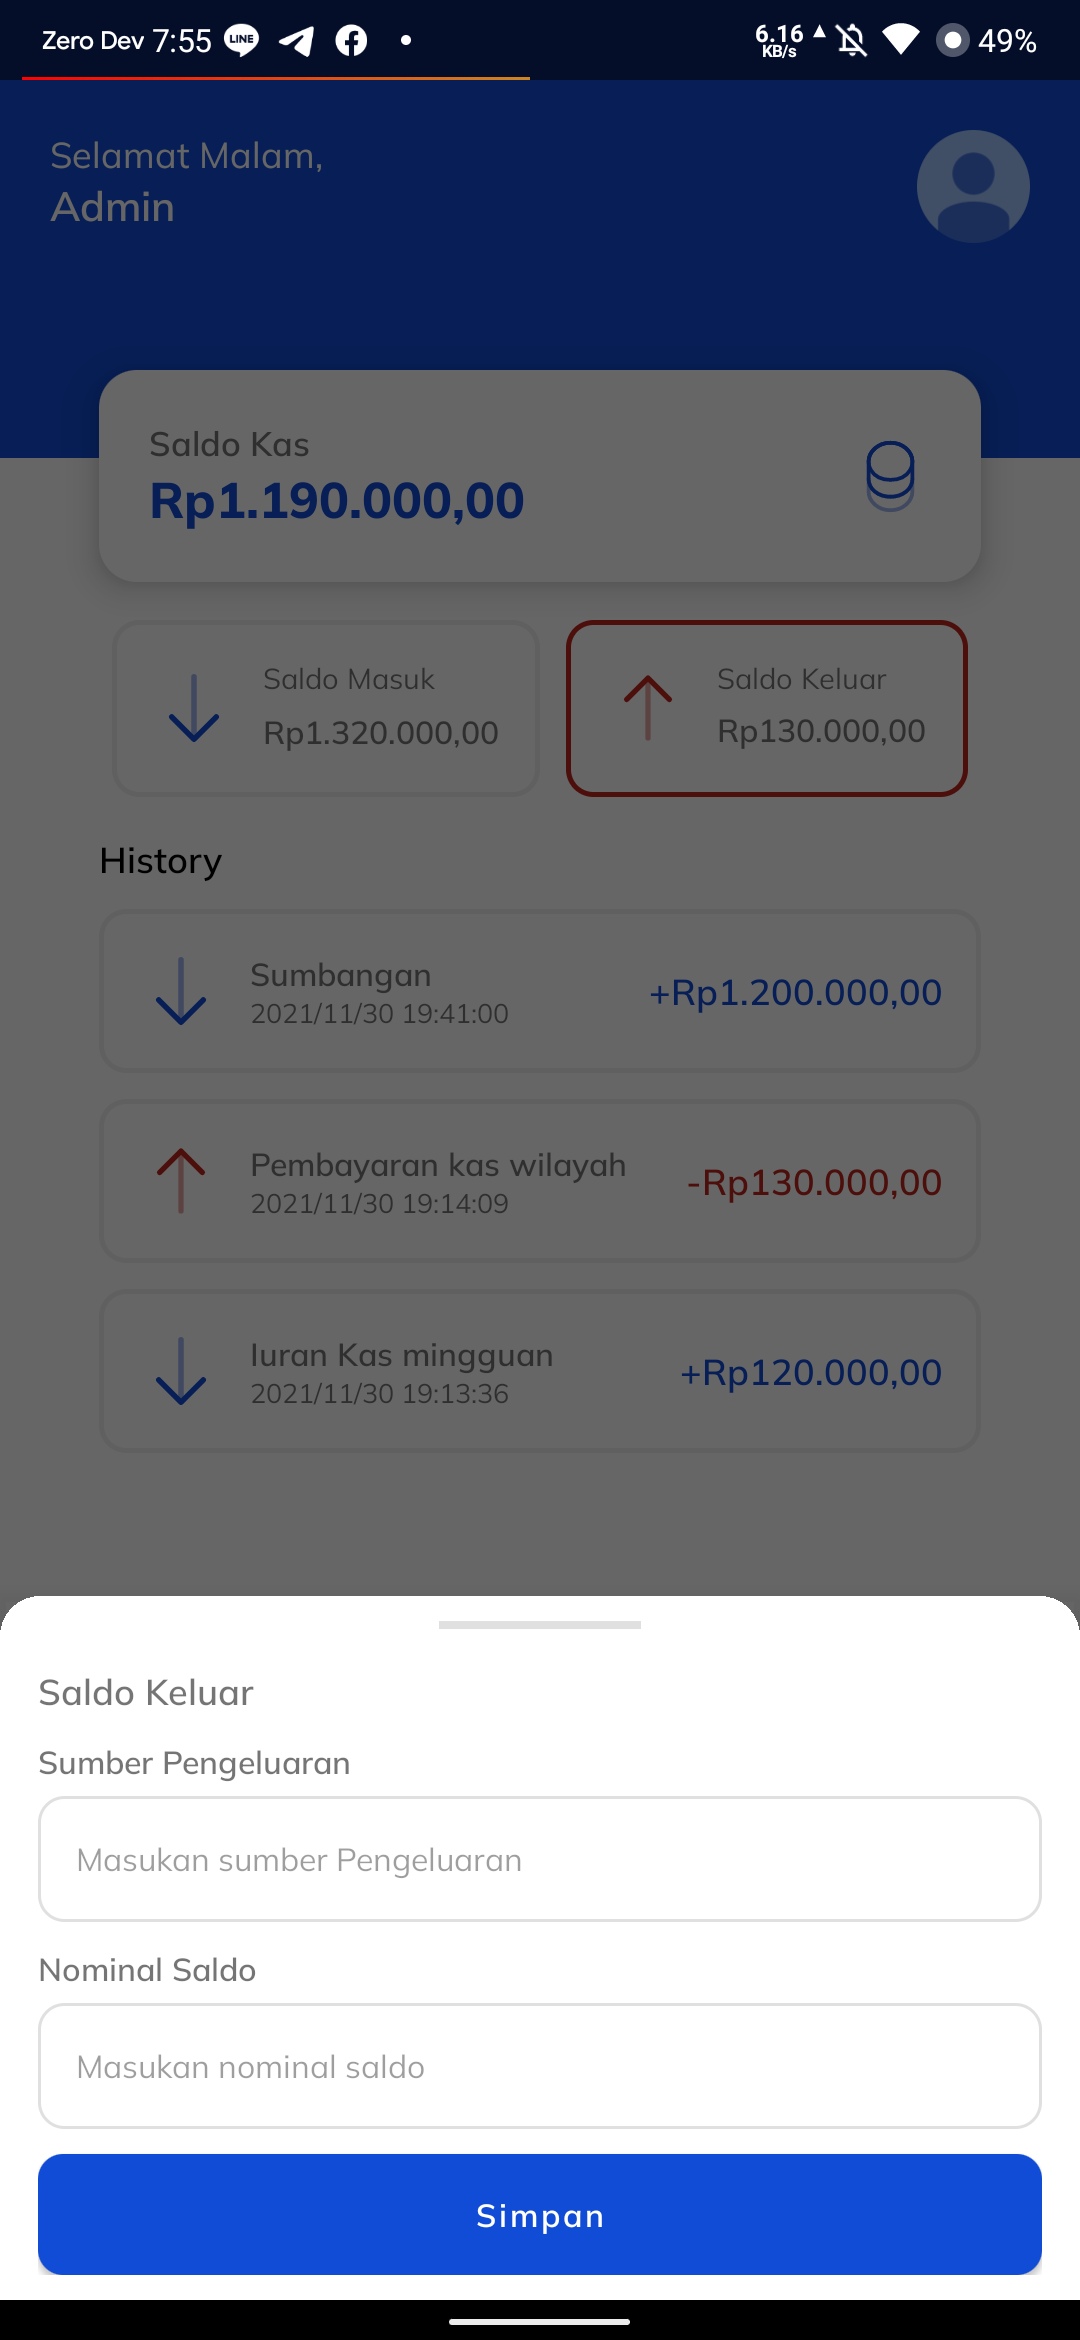 Zero Dev 7:55 LINE 6.16 KB/s 49%
Selamat Malam,
Admin
Saldo Kas
Rp1.190.000,00
Saldo Masuk
Rp1.320.000,00
Saldo Keluar
Rp130.000,00
History
Sumbangan
2021/11/30 19:41:00
+Rp1.200.000,00
Pembayaran kas wilayah
2021/11/30 19:14:09
-Rp130.000,00
Iuran Kas mingguan
2021/11/30 19:13:36
+Rp120.000,00
Saldo Keluar
Sumber Pengeluaran
Masukan sumber Pengeluaran
Nominal Saldo
Masukan nominal saldo
Simpan